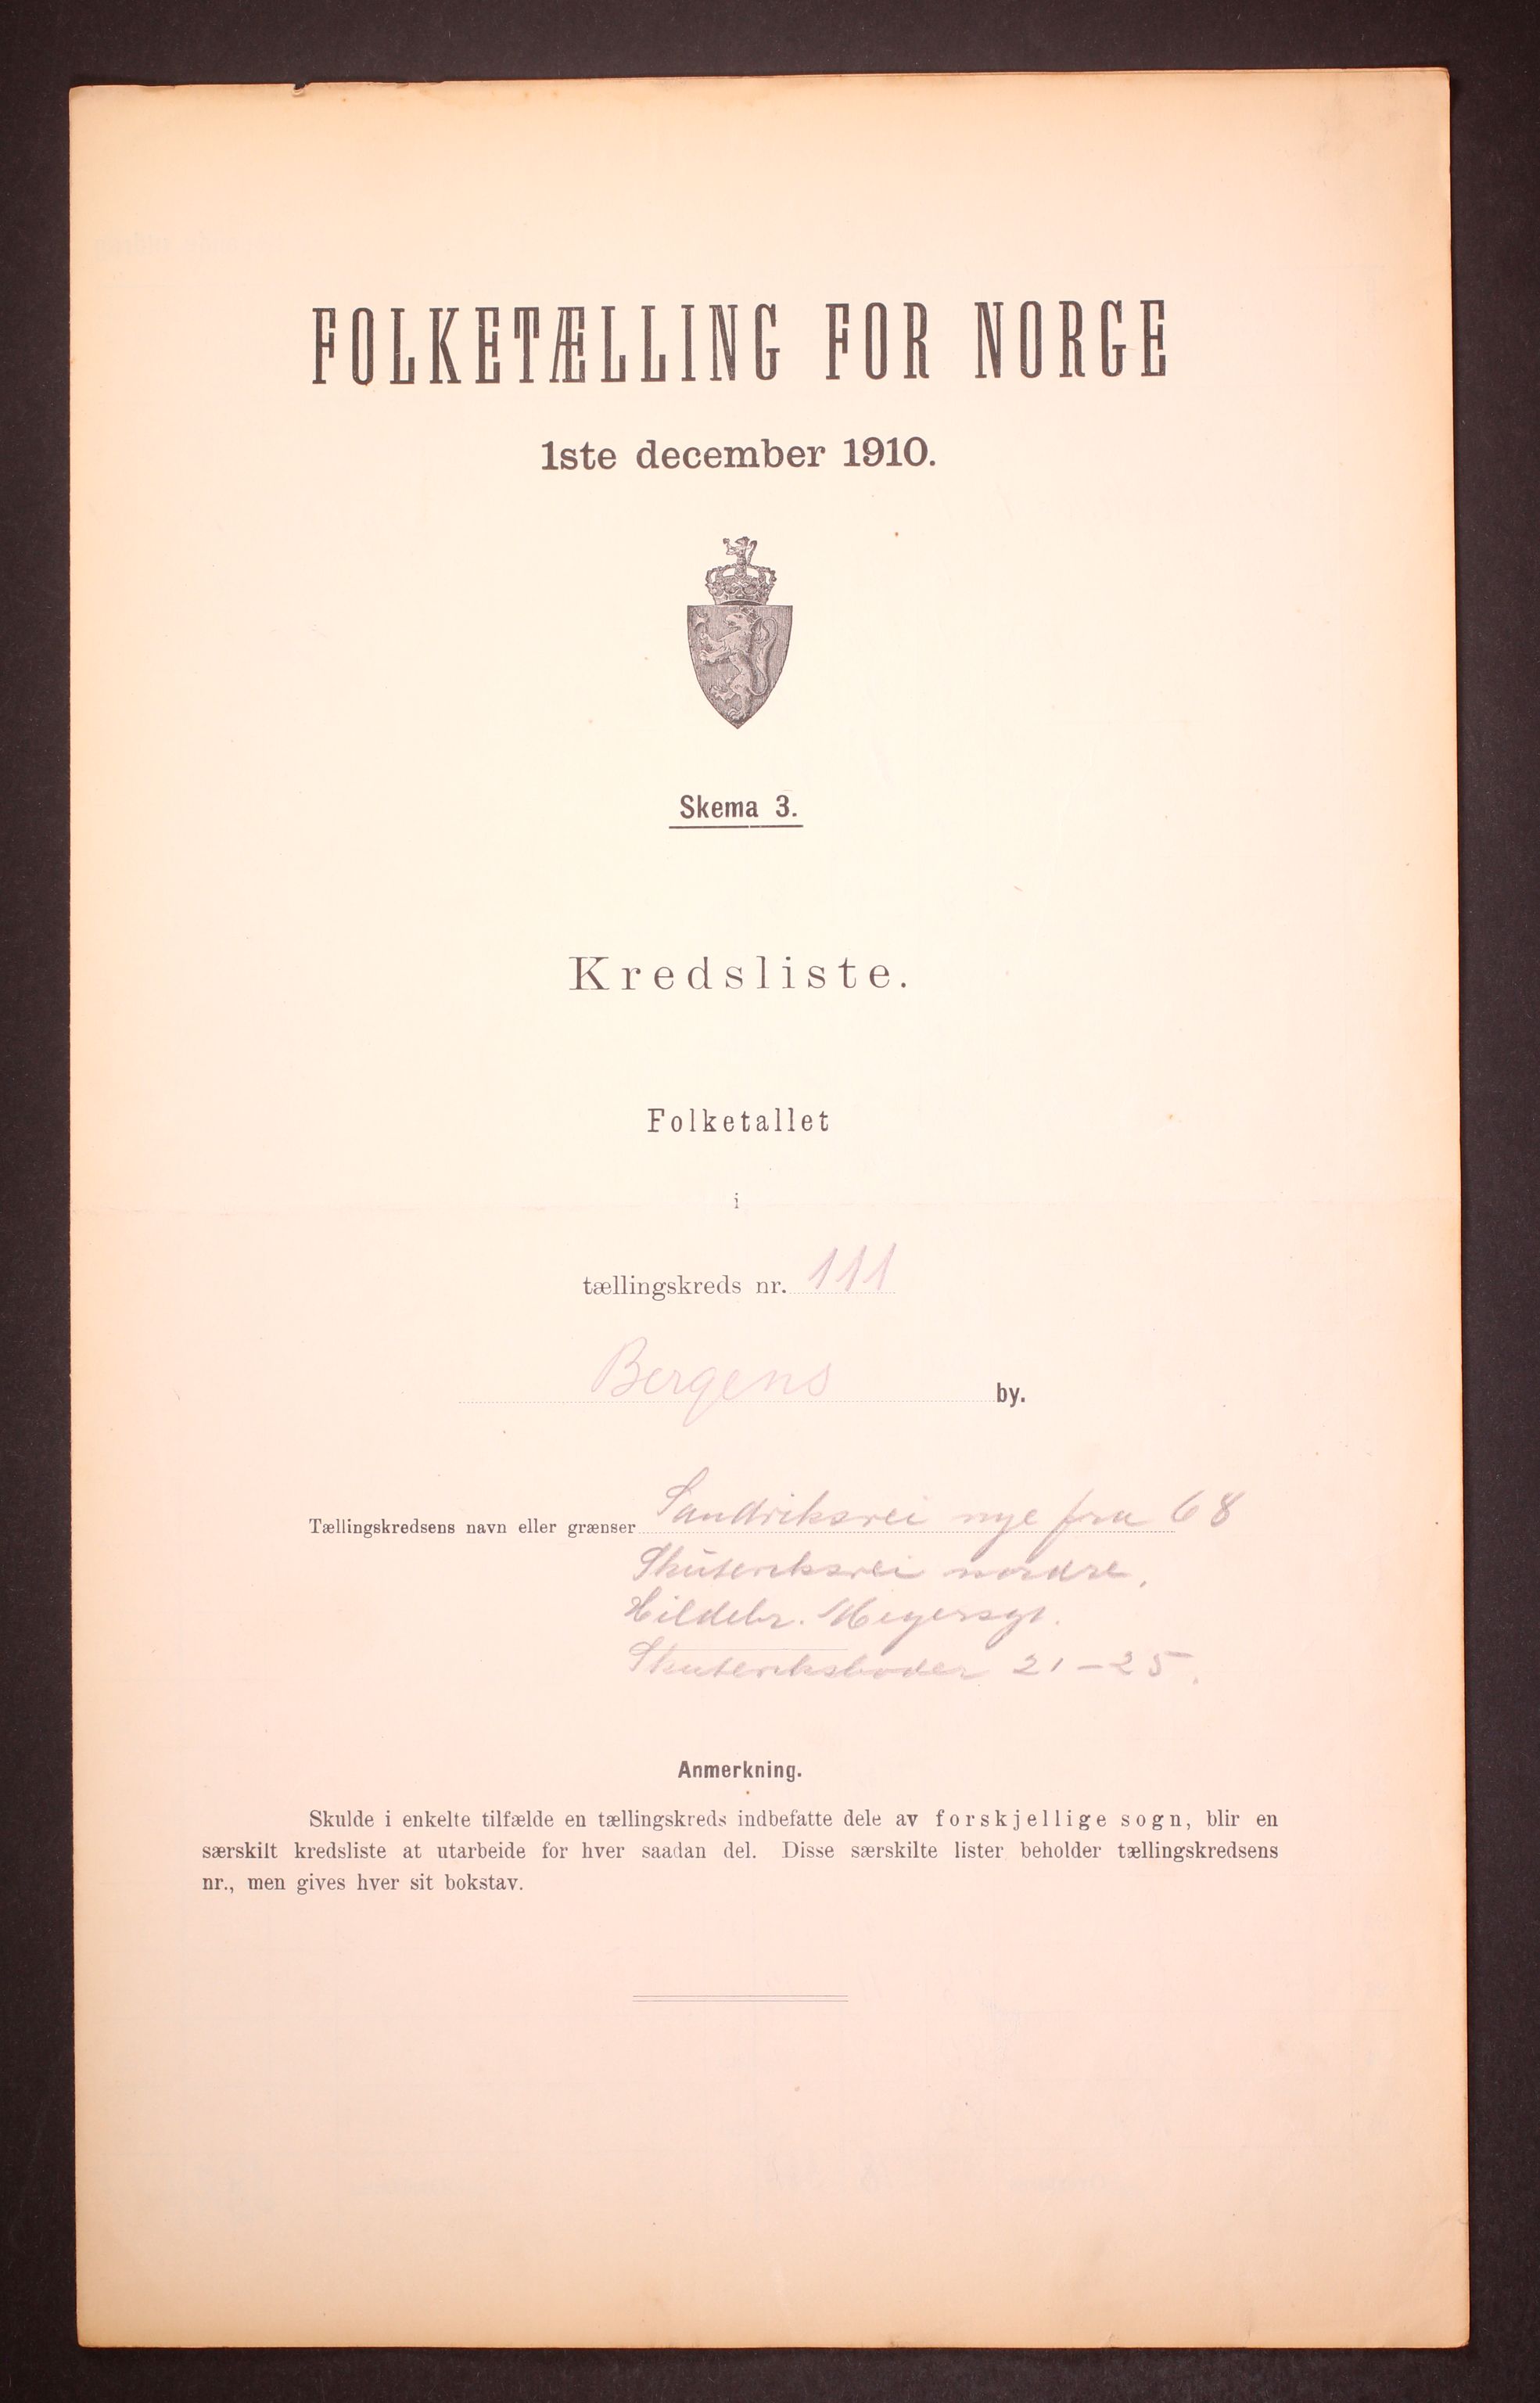 FOLKETÆLLING FOR NORGE
1ste december 1910.
Skema 3.
Kredsliste.
Folketallet
i
tællingskreds nr. 111
Bergens by.
Tællingskredsens navn eller grænser Sandviksvei nye fra 68
Skuteviksvei nordre.
Hildebr. Meyersgt.
Skuteviksboder 21-25.
Anmerkning.
Skulde i enkelte tilfælde en tællingskreds indbefatte dele av forskjellige sogn, blir en
særskilt kredsliste at utarbeide for hver saadan del. Disse særskilte lister beholder tællingskredsens
nr., men gives hver sit bokstav.